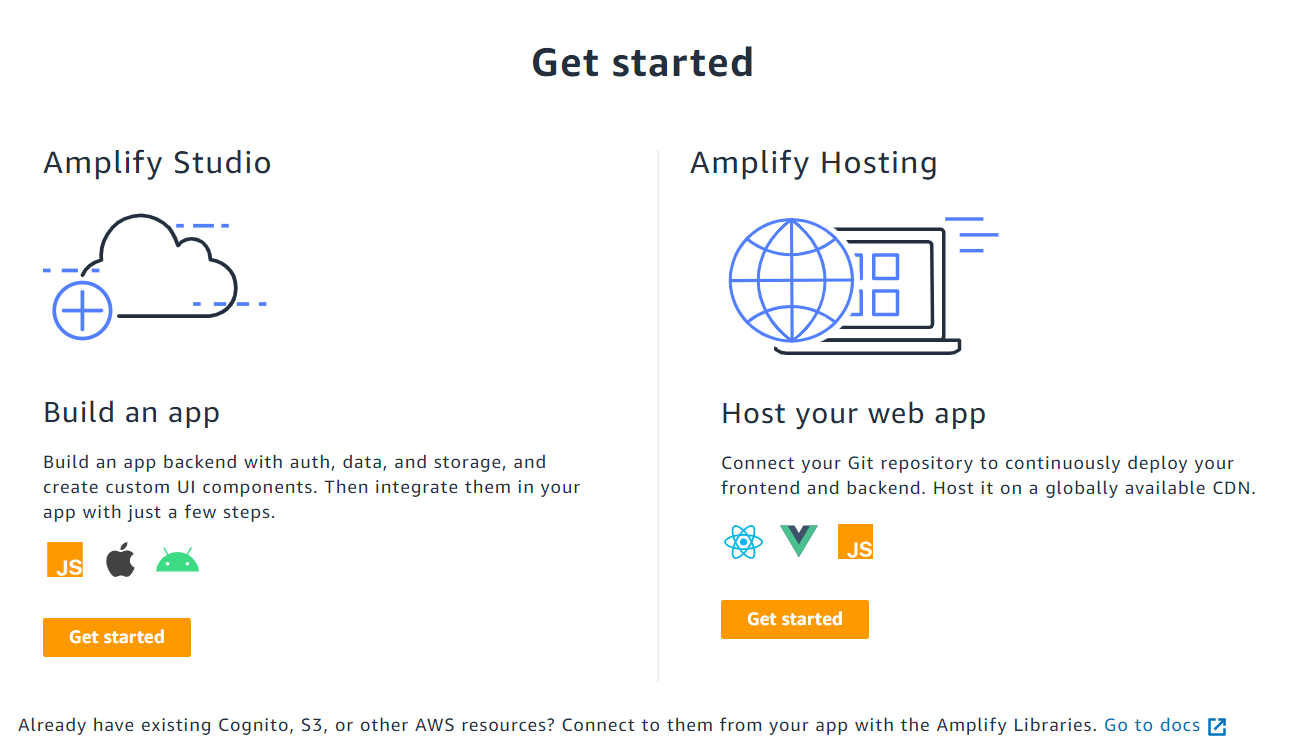 Get started
Amplify Studio
Build an app
Build an app backend with auth, data, and storage, and
create custom UI components. Then integrate them in your
app with just a few steps.
JS
Get started
Amplify Hosting
Host your web app
Connect your Git repository to continuously deploy your
frontend and backend. Host it on a globally available CDN.
JS
Get started
Already have existing Cognito, S3, or other AWS resources? Connect to them from your app with the Amplify Libraries. Go to docs